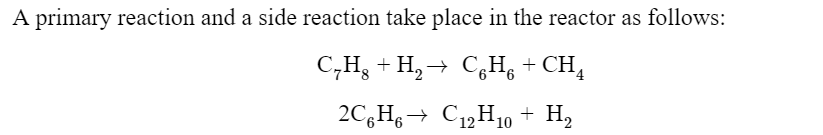 A primary reaction and a side reaction take place in the reactor as follows:
C₇H₈ + H₂ → C₆H₆ + CH₄
2C₆H₆ → C₁₂H₁₀ + H₂